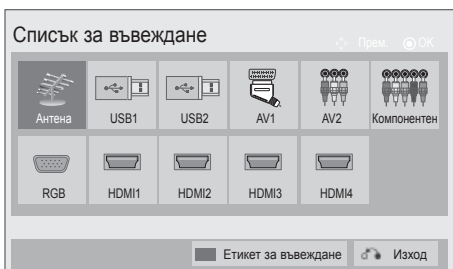 Списък за въвеждане
Прем. OK
Антена USB1 USB2 AV1 AV2 Компонентен
RGB HDMI1 HDMI2 HDMI3 HDMI4
Етикет за въвеждане Изход